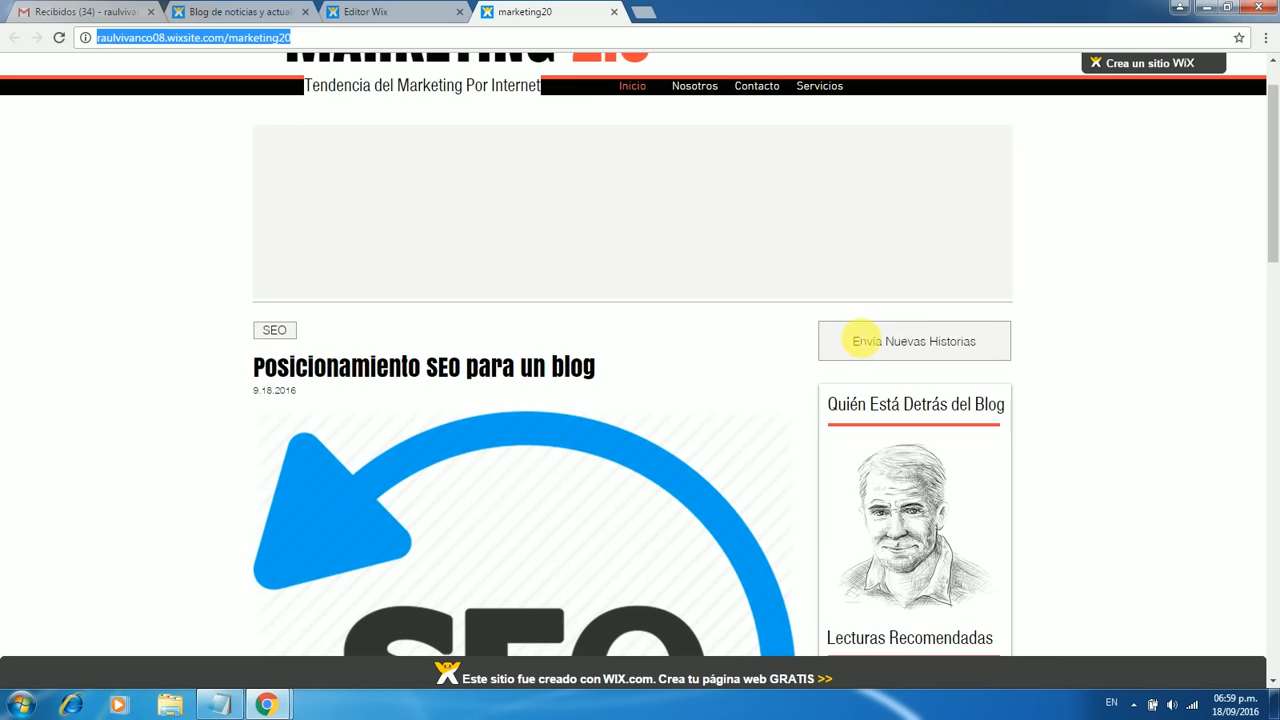 Recibidos (34) - raulvivan
Blog de noticias y actual
Editor Wix
marketing20
raulvivanco08.wixsite.com/marketing20
Crea un sitio WiX
Tendencia del Marketing Por Internet
Inicio
Nosotros
Contacto
Servicios
SEO
Envia Nuevas Historias
Posicionamiento SEO para un blog
9.18.2016
Quién Está Detrás del Blog
SEO
Lecturas Recomendadas
Este sitio fue creado con WIX.com. Crea tu página web GRATIS >>
EN
06:59 p.m.
18/09/2016